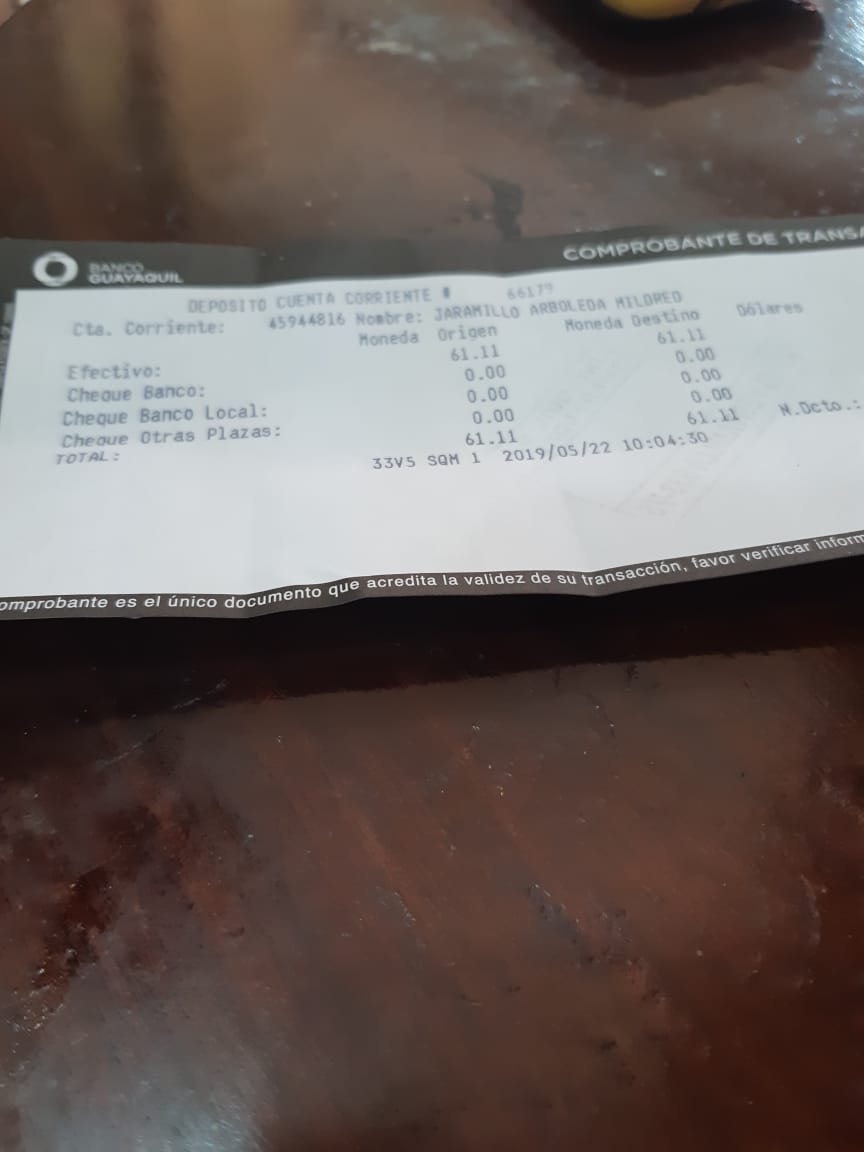 BANCO
GUAYAQUIL
COMPROBANTE DE TRANSA
DEPOSITO CUENTA CORRIENTE # 66179
Cta. Corriente: 45944816 Nombre: JARAMILLO ARBOLEDA MILDRED
Moneda Origen Moneda Destino Dólares
Efectivo: 61.11 61.11
Cheque Banco: 0.00 0.00
Cheque Banco Local: 0.00 0.00
Cheque Otras Plazas: 0.00 0.00
TOTAL: 61.11 61.11 N.Dcto.:
33V5 SQM 1 2019/05/22 10:04:30
omprobante es el único documento que acredita la validez de su transacción, favor verificar inform